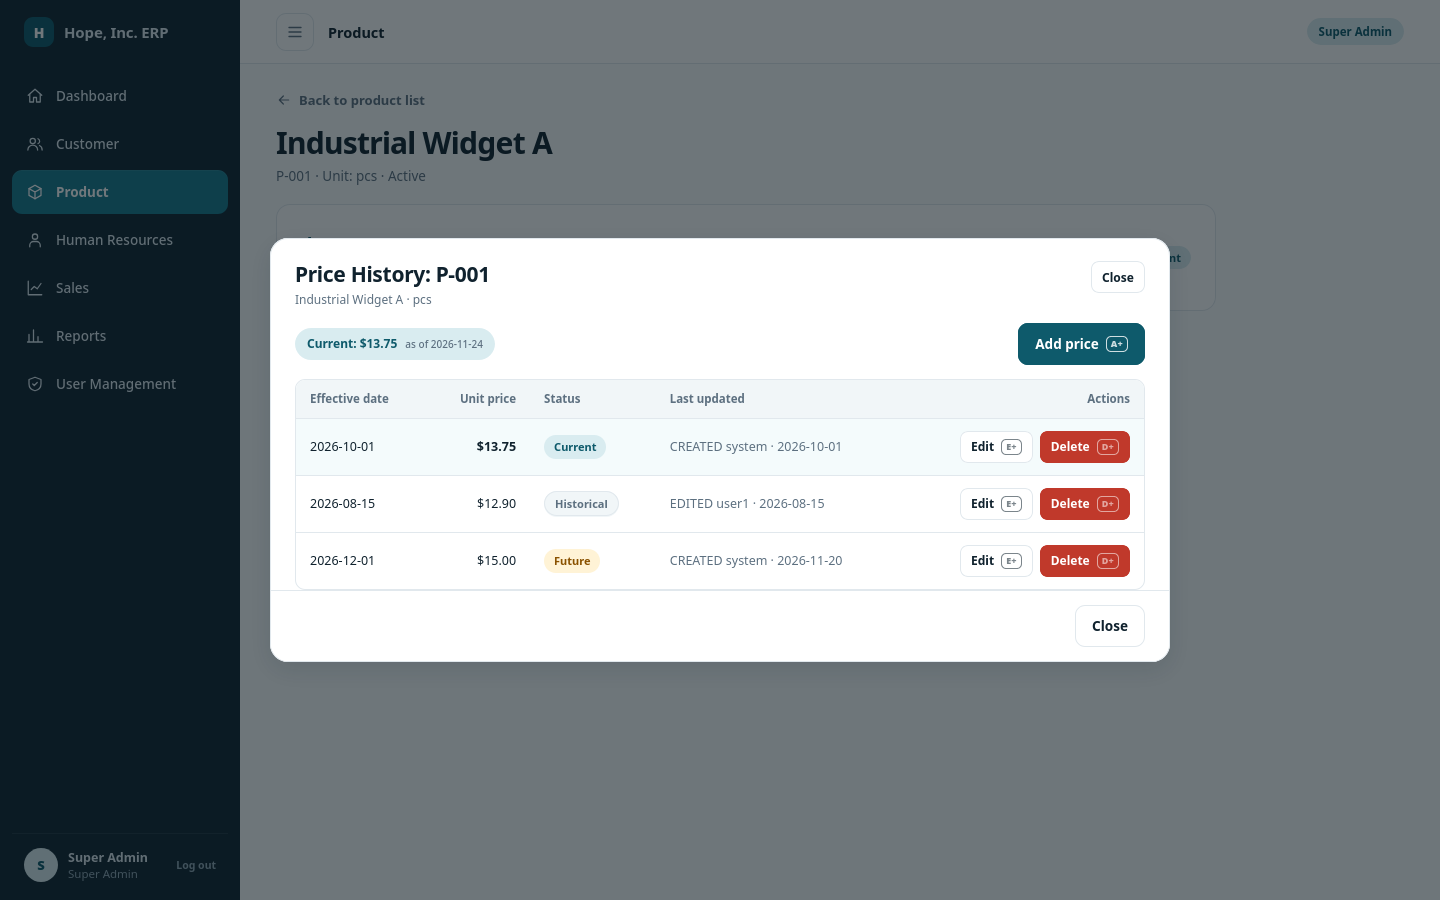 H
Hope, Inc. ERP
Dashboard
Customer
Product
Human Resources
Sales
Reports
User Management
S
Super Admin
Super Admin
Log out
Product
Super Admin
Back to product list
Industrial Widget A
P-001 · Unit: pcs · Active
Price History: P-001
Close
Industrial Widget A · pcs
Current: $13.75 as of 2026-11-24
Add price A+
Effective date Unit price Status Last updated Actions
2026-10-01 $13.75 Current CREATED system · 2026-10-01 Edit E+ Delete D+
2026-08-15 $12.90 Historical EDITED user1 · 2026-08-15 Edit E+ Delete D+
2026-12-01 $15.00 Future CREATED system · 2026-11-20 Edit E+ Delete D+
Close